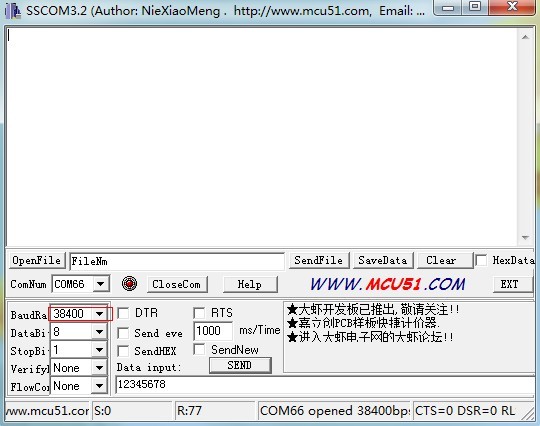 SSCOM3.2 (Author: NieXiaoMeng . http://www.mcu51.com, Email: ...
OpenFile FileNm SendFile SaveData Clear HexData
ComNum COM66 CloseCom Help WWW.MCU51.COM EXT
BaudRa 38400 DTR RTS
DataBi 8 Send eve 1000 ms/Time
StopBi 1 SendHEX SendNew
Verify None Data input: SEND
FlowCon None 12345678
★大虾开发板已推出,敬请关注!!
★嘉立创PCB样板快捷计价器.
★进入大虾电子网的大虾论坛!!
www.mcu51.cor S:0 R:77 COM66 opened 38400bps CTS=0 DSR=0 RL